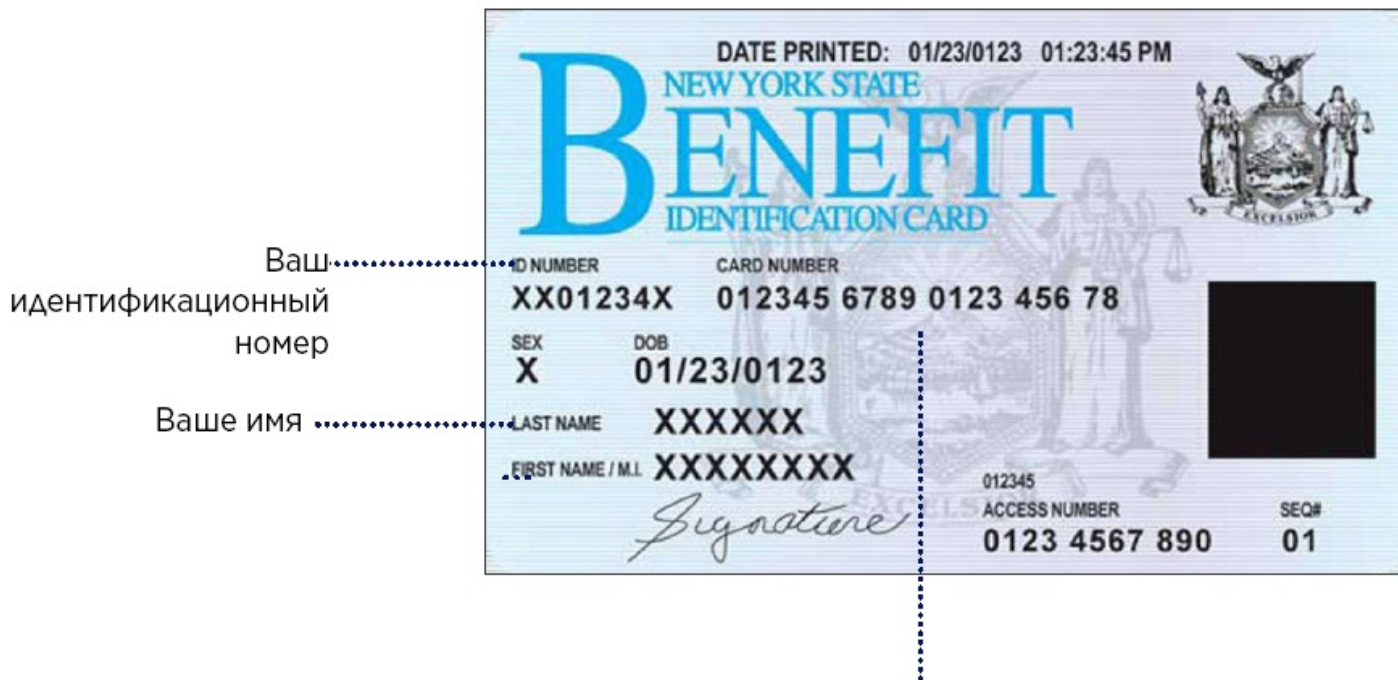 DATE PRINTED: 01/23/0123 01:23:45 PM
NEW YORK STATE
BENEFIT
IDENTIFICATION CARD
EXCELSIOR
Ваш
идентификационный
номер
ID NUMBER CARD NUMBER
XX01234X 012345 6789 0123 456 78
SEX DOB
X 01/23/0123
Ваше имя
LAST NAME XXXXXX
FIRST NAME / M.I. XXXXXXXX
EXCELSIOR
Signature
012345
ACCESS NUMBER SEQ#
0123 4567 890 01